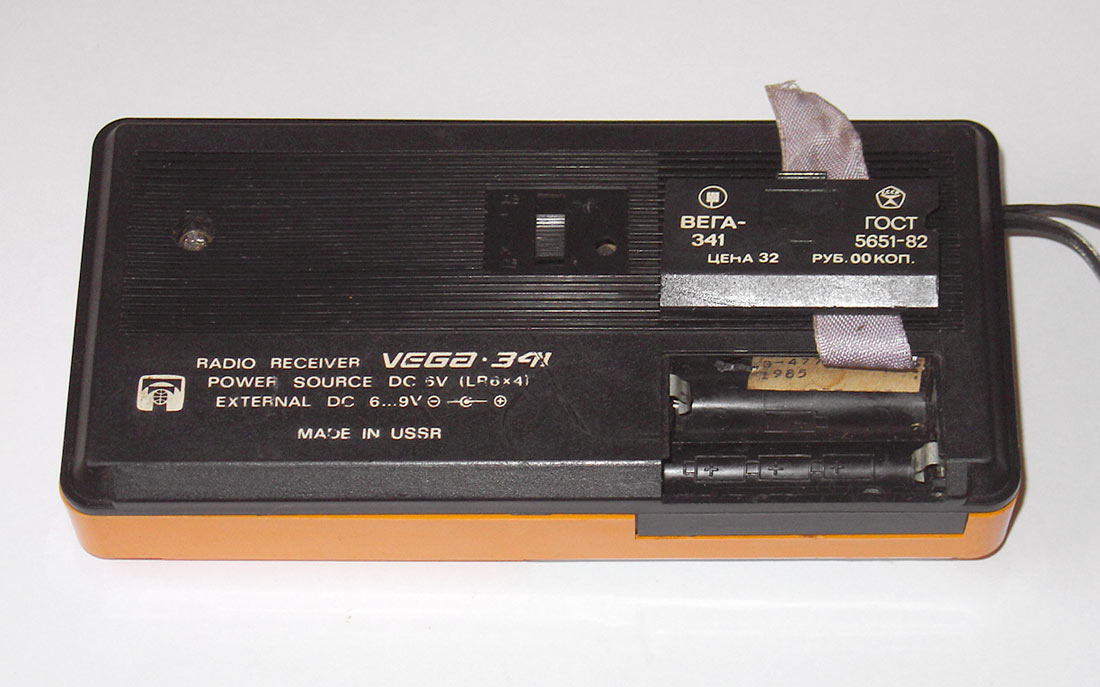 ВЕГА-
341
ГОСТ
5651-82
ЦЕНА 32 РУБ. 00 КОП.
RADIO RECEIVER VEGA·341
POWER SOURCE DC 6V (LR6x4)
EXTERNAL DC 6...9V ⊖ ⊕
MADE IN USSR
1985
+ + +